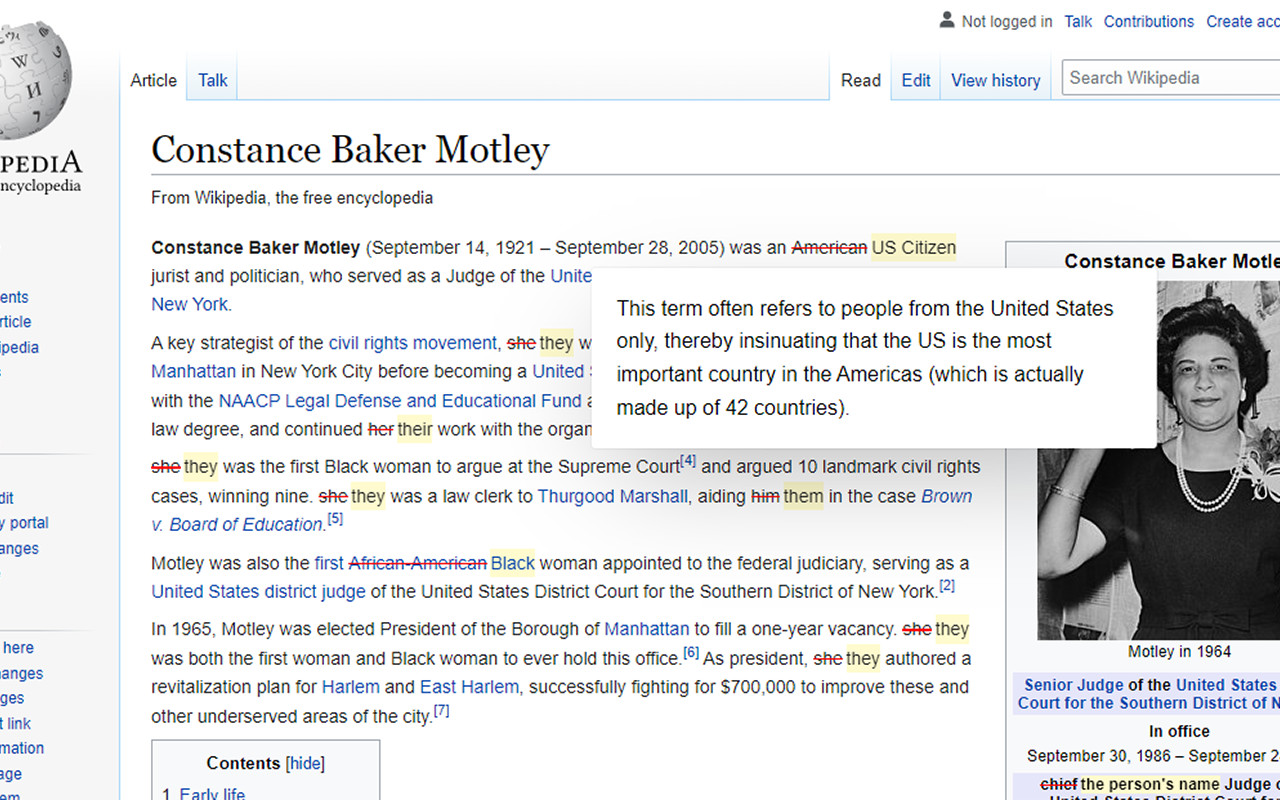 Not logged in Talk Contributions Create acc
Article Talk Read Edit View history Search Wikipedia
PEDIA
ncyclopedia
Constance Baker Motley
From Wikipedia, the free encyclopedia
Constance Baker Motley (September 14, 1921 – September 28, 2005) was an American US Citizen
jurist and politician, who served as a Judge of the Unite
New York.
A key strategist of the civil rights movement, she they w
Manhattan in New York City before becoming a United S
with the NAACP Legal Defense and Educational Fund a
law degree, and continued her their work with the organ
she they was the first Black woman to argue at the Supreme Court[4] and argued 10 landmark civil rights
cases, winning nine. she they was a law clerk to Thurgood Marshall, aiding him them in the case Brown
v. Board of Education.[5]
Motley was also the first African-American Black woman appointed to the federal judiciary, serving as a
United States district judge of the United States District Court for the Southern District of New York.[2]
In 1965, Motley was elected President of the Borough of Manhattan to fill a one-year vacancy. she they
was both the first woman and Black woman to ever hold this office.[6] As president, she they authored a
revitalization plan for Harlem and East Harlem, successfully fighting for $700,000 to improve these and
other underserved areas of the city.[7]
Contents [hide]
1 Early life
This term often refers to people from the United States
only, thereby insinuating that the US is the most
important country in the Americas (which is actually
made up of 42 countries).
Constance Baker Motle
Motley in 1964
Senior Judge of the United States
Court for the Southern District of N
In office
September 30, 1986 – September 2
chief the person's name Judge o
United States District Court for
ents
rticle
ipedia
dit
y portal
anges
here
anges
ges
t link
mation
age
em